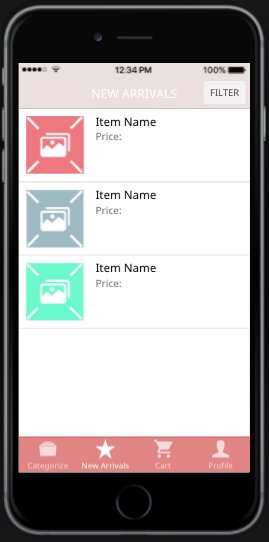 12:34 PM 100%
NEW ARRIVALS FILTER
Item Name
Price:
Item Name
Price:
Item Name
Price:
Categorize New Arrivals Cart Profile